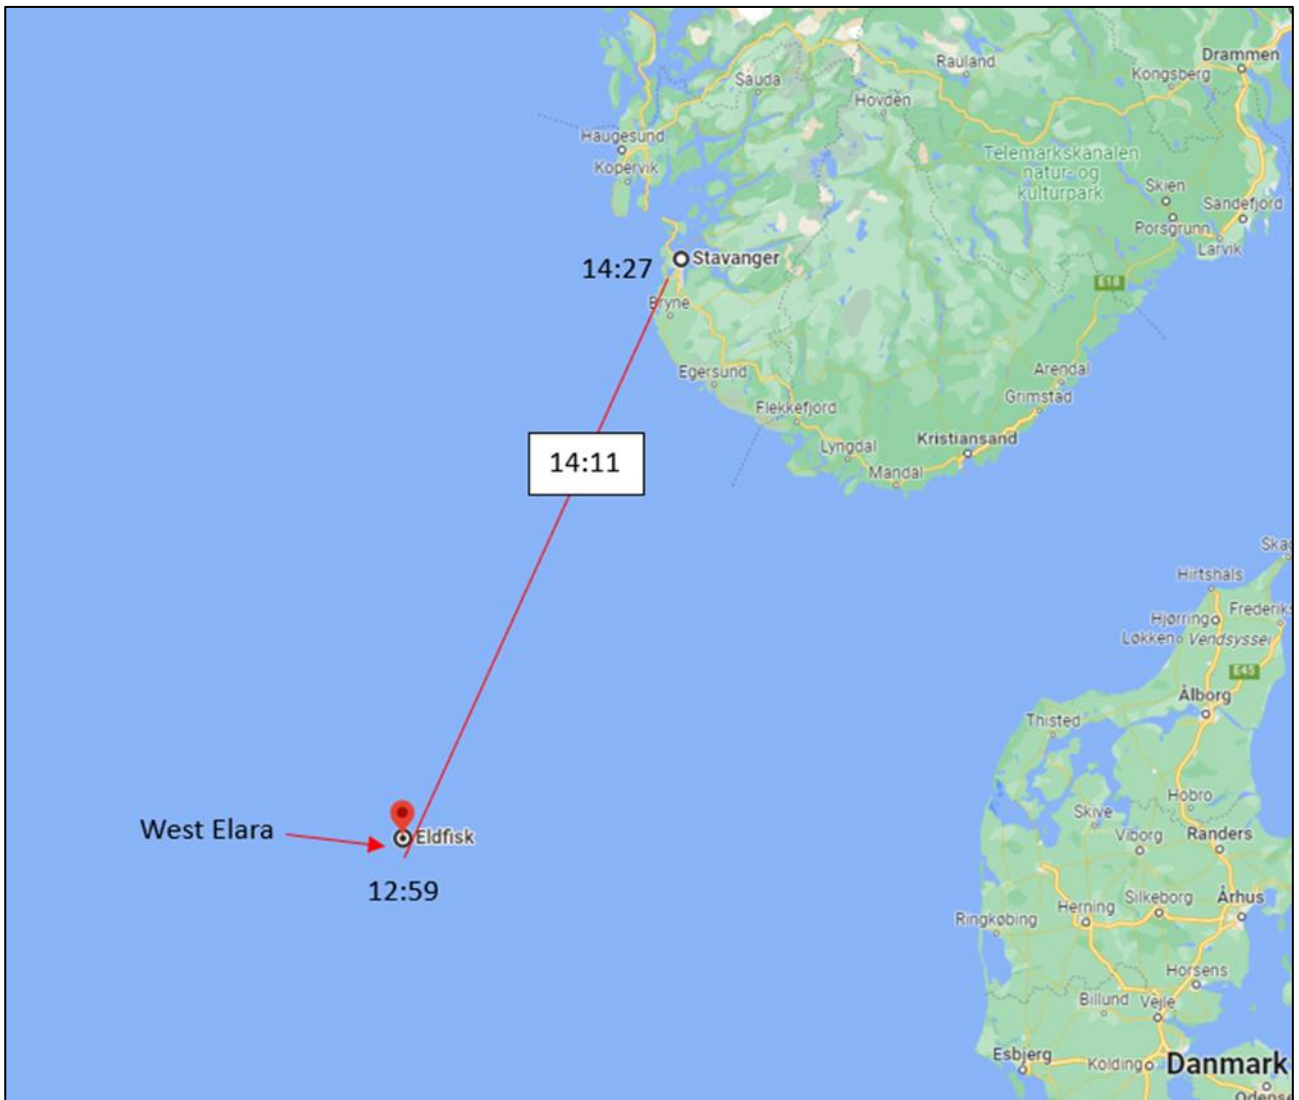 Drammen
Rauland
Kongsberg
Sauda
Hovden
Haugesund
Kopervik
Telemarkskanalen
natur- og
kulturpark
Skien
Sandefjord
Porsgrunn
Larvik
14:27
Stavanger
E18
Bryne
Egersund
Arendal
Grimstad
Flekkefjord
Kristiansand
Lyngdal
Mandal
14:11
Ska
Hirtshals
Hjørring
Frederik
Løkken
Vendsyssel
E45
Ålborg
Thisted
Hobro
Skive
Viborg
Randers
West Elara
Eldfisk
12:59
Silkeborg
Århus
Herning
Ringkøbing
Horsens
Billund
Vejle
Esbjerg
Kolding
Danmark
Odense